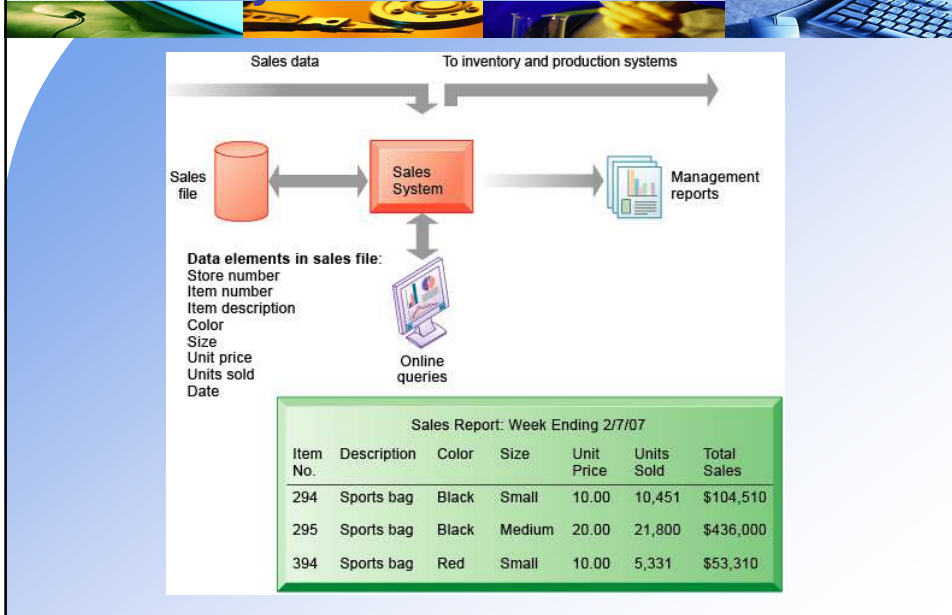 Sales data
To inventory and production systems
Sales
file
Sales
System
Management
reports
Data elements in sales file:
Store number
Item number
Item description
Color
Size
Unit price
Units sold
Date
Online
queries
Sales Report: Week Ending 2/7/07
Item No. Description Color Size Unit Price Units Sold Total Sales
294 Sports bag Black Small 10.00 10,451 $104,510
295 Sports bag Black Medium 20.00 21,800 $436,000
394 Sports bag Red Small 10.00 5,331 $53,310